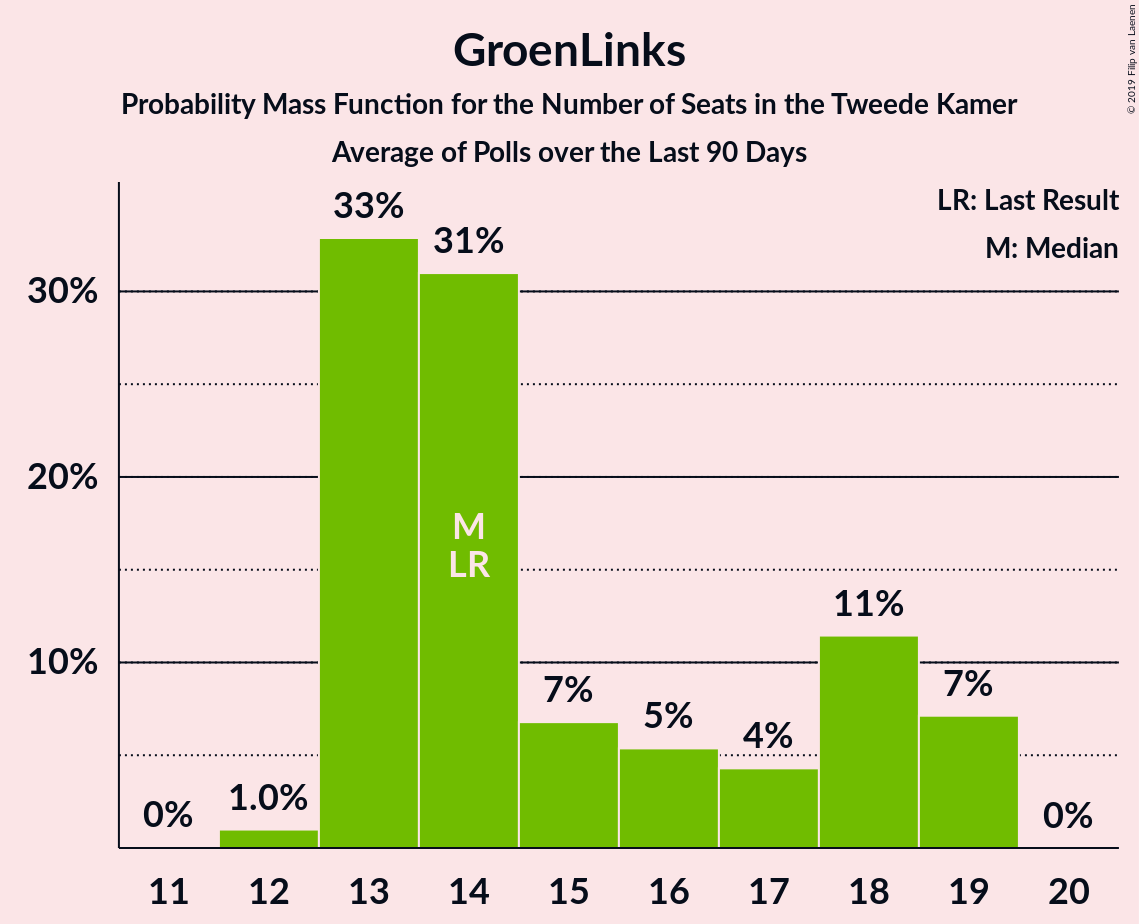 GroenLinks
Probability Mass Function for the Number of Seats in the Tweede Kamer
Average of Polls over the Last 90 Days
© 2019 Filip van Laenen
LR: Last Result
M: Median
30%
20%
10%
0%
1.0%
33%
31%
M
LR
7%
5%
4%
11%
7%
0%
11 12 13 14 15 16 17 18 19 20